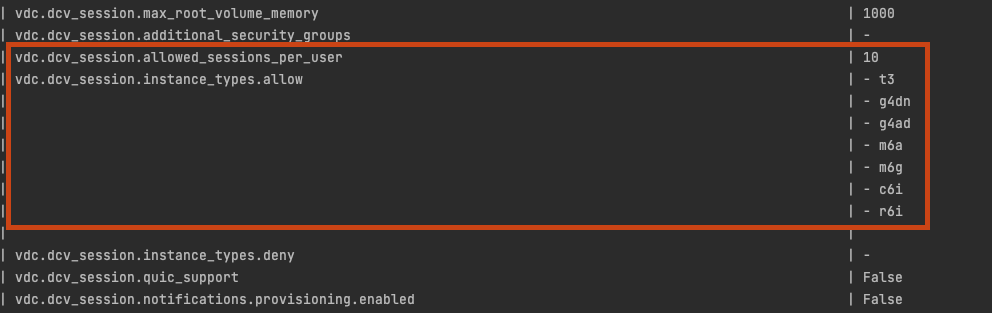 | vdc.dcv_session.max_root_volume_memory | 1000
| vdc.dcv_session.additional_security_groups | -
| vdc.dcv_session.allowed_sessions_per_user | 10
| vdc.dcv_session.instance_types.allow | - t3
| | - g4dn
| | - g4ad
| | - m6a
| | - m6g
| | - c6i
| | - r6i
| |
| vdc.dcv_session.instance_types.deny | -
| vdc.dcv_session.quic_support | False
| vdc.dcv_session.notifications.provisioning.enabled | False